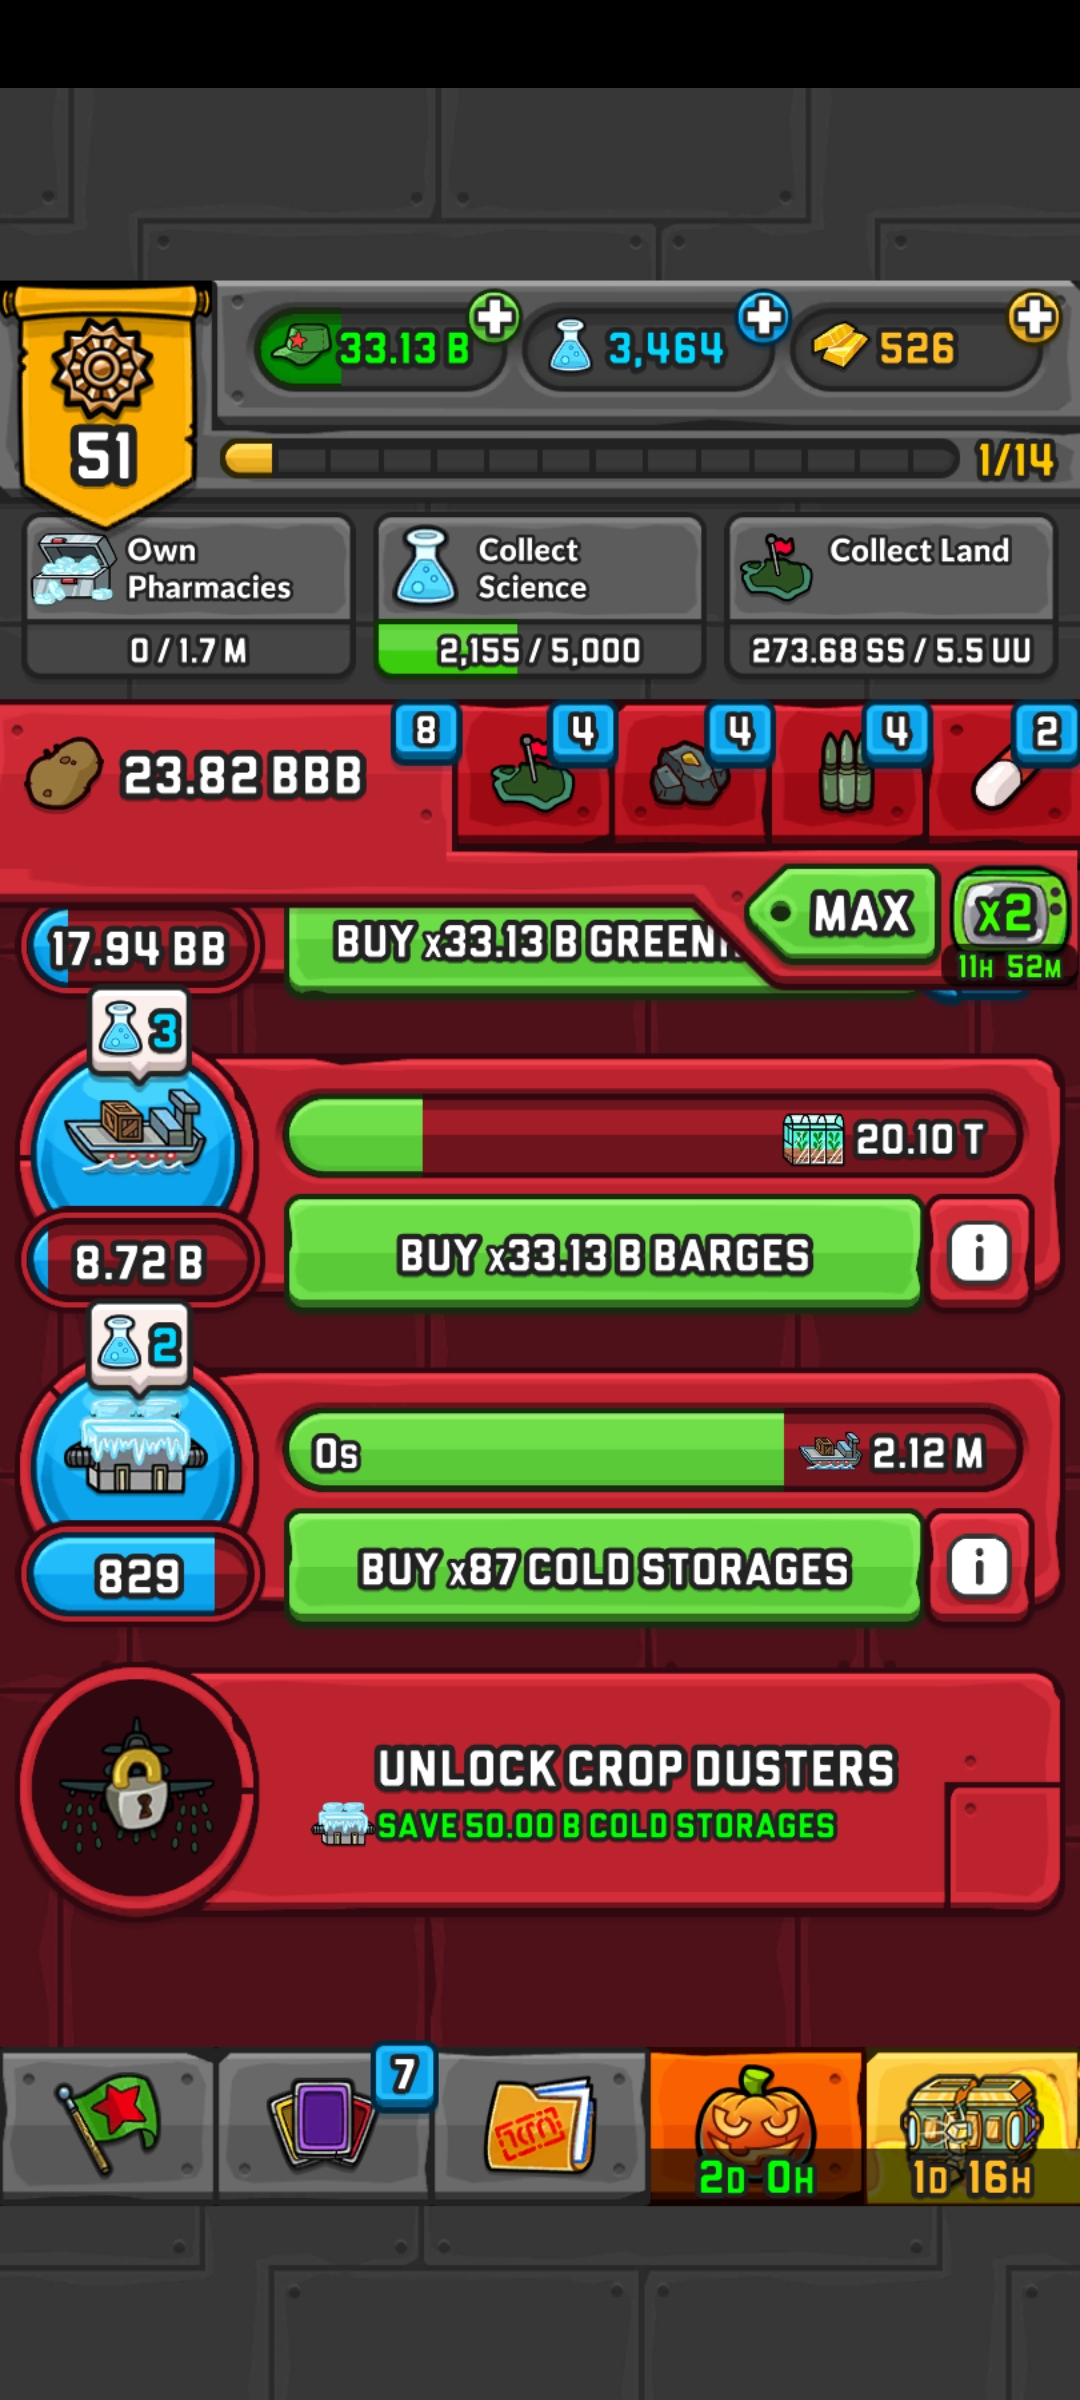 33.13 B
3,464
526
51
1/14
Own
Pharmacies
0 / 1.7 M
Collect
Science
2,155 / 5,000
Collect Land
273.68 SS / 5.5 UU
23.82 BBB
8
4
4
4
2
MAX
x2
11H 52M
17.94 BB
BUY x33.13 B
3
20.10 T
8.72 B
BUY x33.13 B BARGES
i
2
0s
2.12 M
829
BUY x87 COLD STORAGES
i
UNLOCK CROP DUSTERS
SAVE 50.00 B COLD STORAGES
7
2D 0H
1D 16H